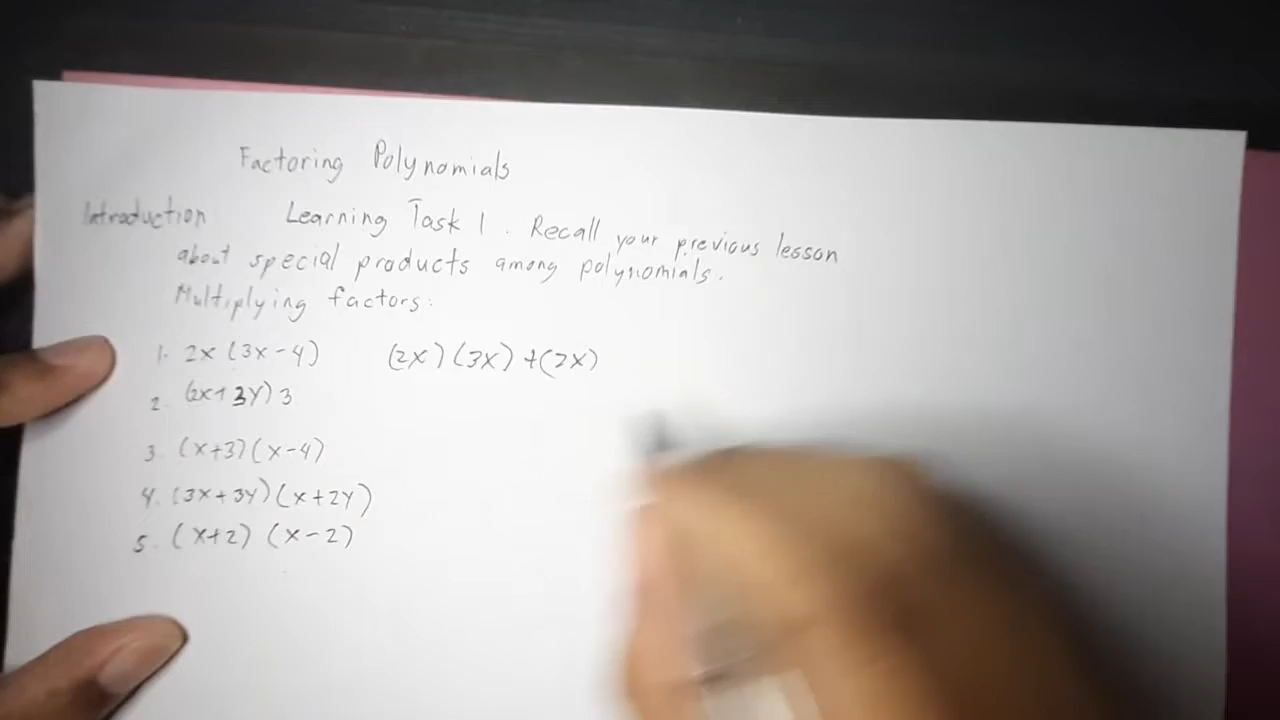 Factoring Polynomials
Introduction Learning Task 1. Recall your previous lesson
about special products among polynomials.
Multiplying factors:
1. 2x (3x-4) (2x)(3x)+(2x)
2. (2x+3y)3
3. (x+3)(x-4)
4. (3x+3y)(x+2y)
5. (x+2) (x-2)